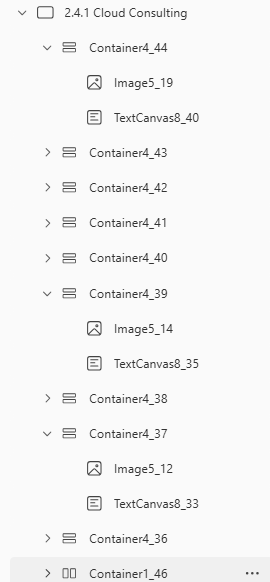 2.4.1 Cloud Consulting
Container4_44
Image5_19
TextCanvas8_40
Container4_43
Container4_42
Container4_41
Container4_40
Container4_39
Image5_14
TextCanvas8_35
Container4_38
Container4_37
Image5_12
TextCanvas8_33
Container4_36
Container1_46